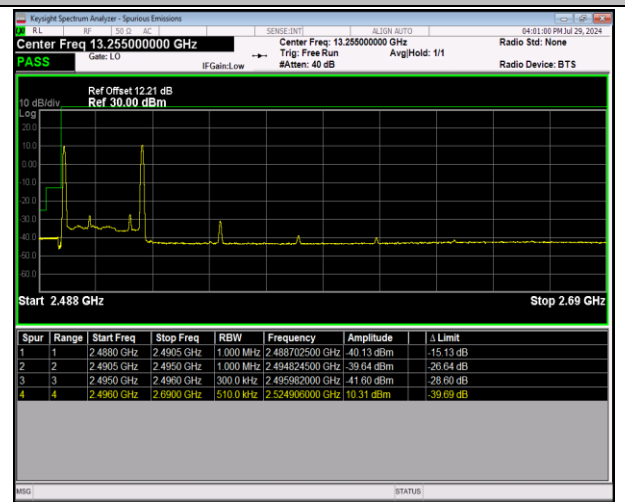 Keysight Spectrum Analyzer - Spurious Emissions
RL RF 50 Ω AC SENSE:INT ALIGN AUTO 04:01:00 PM Jul 29, 2024
Center Freq 13.255000000 GHz Center Freq: 13.255000000 GHz Radio Std: None
PASS Gate: LO Trig: Free Run Avg|Hold: 1/1
IFGain:Low #Atten: 40 dB Radio Device: BTS
Ref Offset 12.21 dB
10 dB/div Ref 30.00 dBm
Log
20.0
10.0
0.00
10.0
20.0
30.0
40.0
50.0
60.0
Start 2.488 GHz Stop 2.69 GHz
Spur Range Start Freq Stop Freq RBW Frequency Amplitude Δ Limit
1 1 2.4880 GHz 2.4905 GHz 1.000 MHz 2.488702500 GHz -40.13 dBm -15.13 dB
2 2 2.4905 GHz 2.4950 GHz 1.000 MHz 2.494824500 GHz -39.64 dBm -26.64 dB
3 3 2.4950 GHz 2.4960 GHz 300.0 kHz 2.495982000 GHz -41.60 dBm -28.60 dB
4 4 2.4960 GHz 2.6900 GHz 510.0 kHz 2.524906000 GHz 10.31 dBm -39.69 dB
MSG STATUS